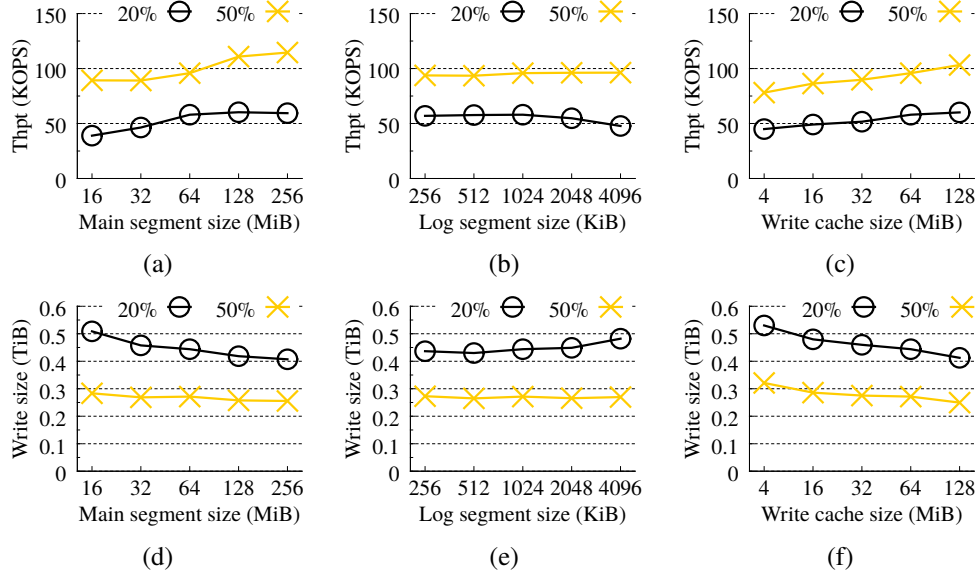 150
100
50
0
Thpt (KOPS)
20% 50%
16 32 64 128 256
Main segment size (MiB)
(a)
150
100
50
0
Thpt (KOPS)
20% 50%
256 512 1024 2048 4096
Log segment size (KiB)
(b)
150
100
50
0
Thpt (KOPS)
20% 50%
4 16 32 64 128
Write cache size (MiB)
(c)
0.6
0.5
0.4
0.3
0.2
0.1
0
Write size (TiB)
20% 50%
16 32 64 128 256
Main segment size (MiB)
(d)
0.6
0.5
0.4
0.3
0.2
0.1
0
Write size (TiB)
20% 50%
256 512 1024 2048 4096
Log segment size (KiB)
(e)
0.6
0.5
0.4
0.3
0.2
0.1
0
Write size (TiB)
20% 50%
4 16 32 64 128
Write cache size (MiB)
(f)